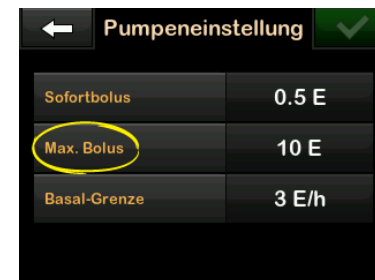 Pumpeneinstellung
Sofortbolus 0.5 E
Max. Bolus 10 E
Basal-Grenze 3 E/h